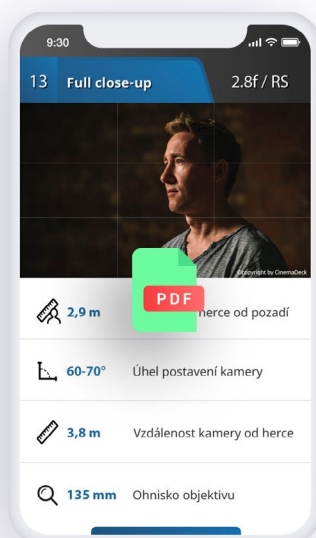 9:30
13 Full close-up 2.8f / RS
©Copyright by CinemaDeck
PDF
2,9 m herce od pozadí
60-70° Úhel postavení kamery
3,8 m Vzdálenost kamery od herce
135 mm Ohnisko objektivu